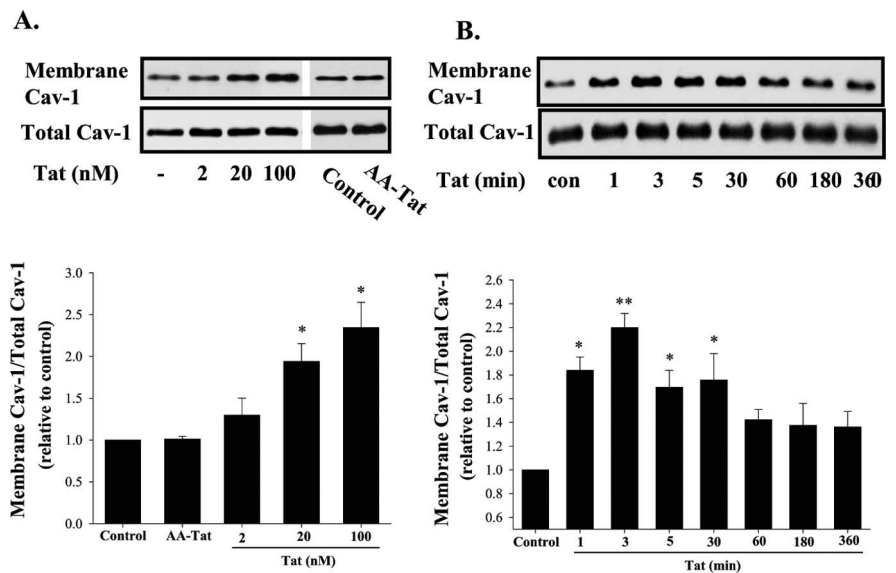 A.
Membrane
Cav-1
Total Cav-1
Tat (nM) - 2 20 100 Control AA-Tat
B.
Membrane
Cav-1
Total Cav-1
Tat (min) con 1 3 5 30 60 180 360
Membrane Cav-1/Total Cav-1
(relative to control)
3.0
2.5
2.0
1.5
1.0
0.5
0.0
* *
Control AA-Tat 2 20 100
Tat (nM)
Membrane Cav-1/Total Cav-1
(relative to control)
2.6
2.4
2.2
2.0
1.8
1.6
1.4
1.2
1.0
0.8
0.6
* ** * *
Control 1 3 5 30 60 180 360
Tat (min)